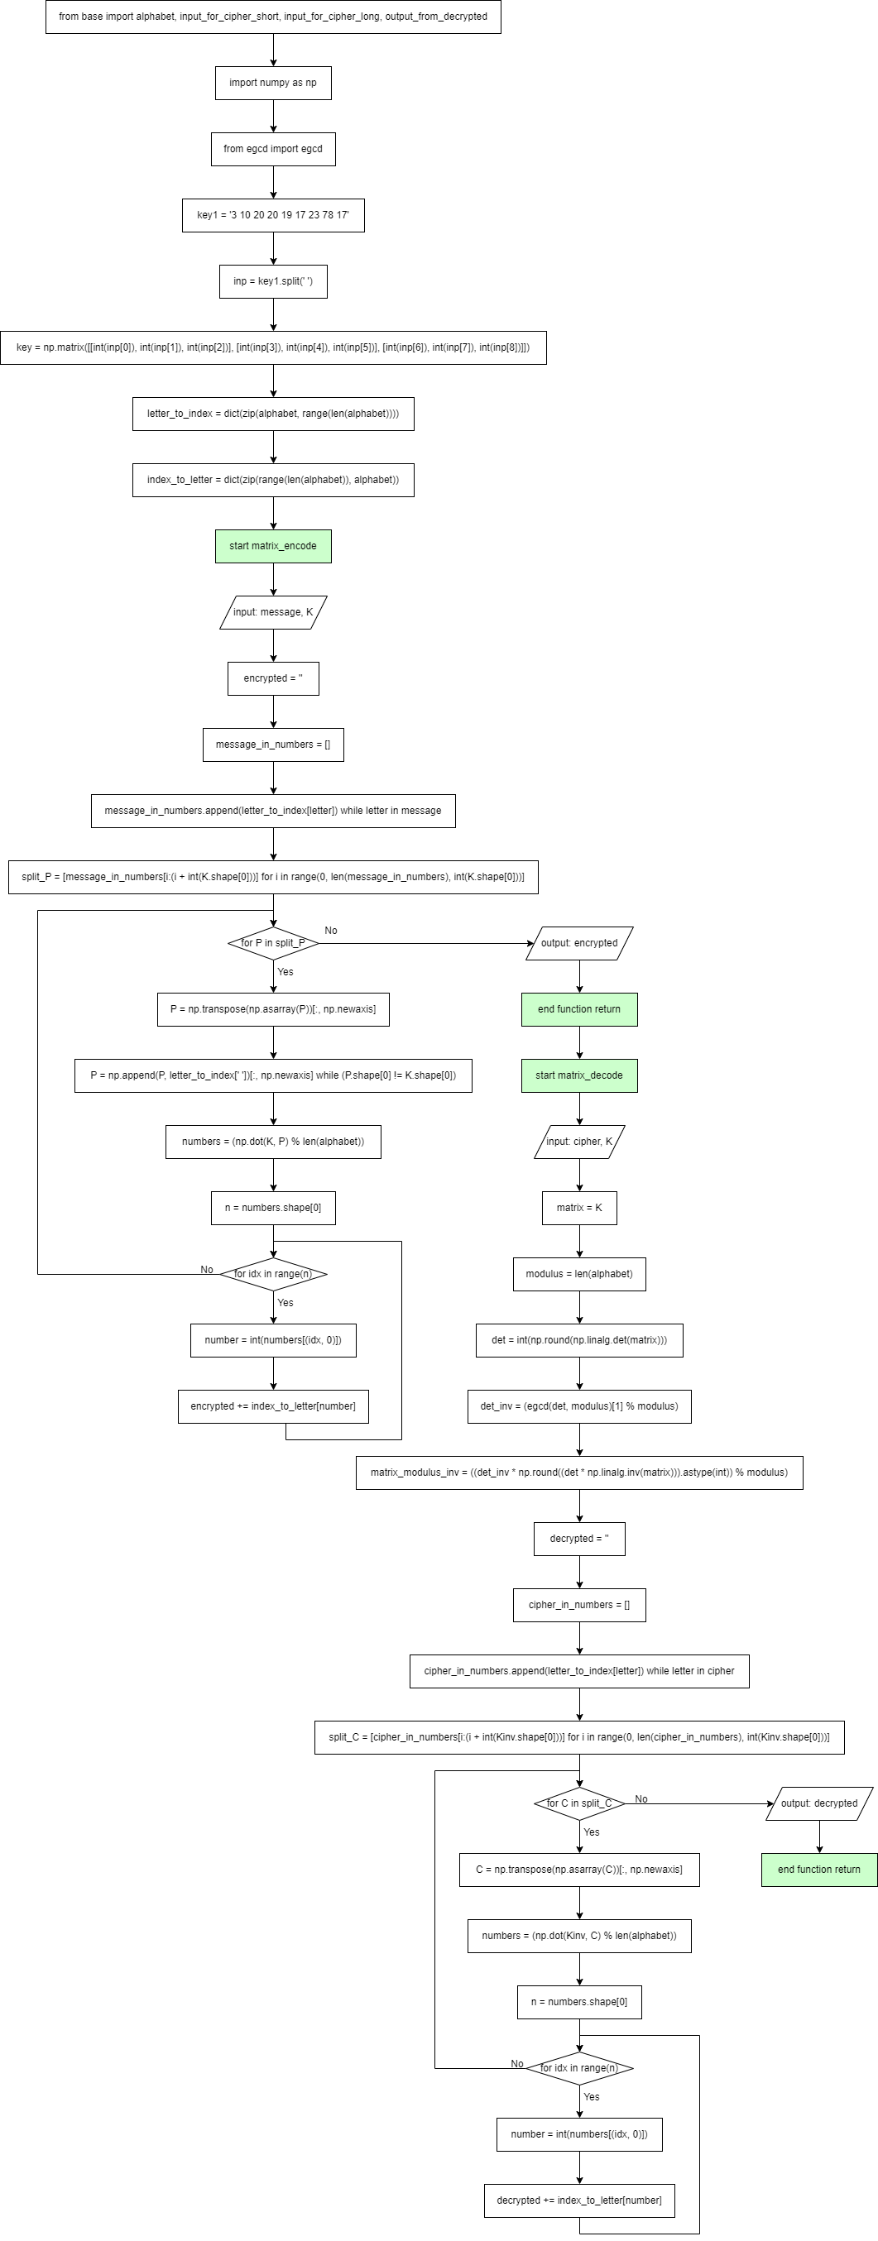 from base import alphabet, input_for_cipher_short, input_for_cipher_long, output_from_decrypted
import numpy as np
from egcd import egcd
key1 = '3 10 20 20 19 17 23 78 17'
inp = key1.split(' ')
key = np.matrix([[int(inp[0]), int(inp[1]), int(inp[2])], [int(inp[3]), int(inp[4]), int(inp[5])], [int(inp[6]), int(inp[7]), int(inp[8])]])
letter_to_index = dict(zip(alphabet, range(len(alphabet))))
index_to_letter = dict(zip(range(len(alphabet)), alphabet))
start matrix_encode
input: message, K
encrypted = ''
message_in_numbers = []
message_in_numbers.append(letter_to_index[letter]) while letter in message
split_P = [message_in_numbers[i:(i + int(K.shape[0]))] for i in range(0, len(message_in_numbers), int(K.shape[0]))]
for P in split_P
No
Yes
P = np.transpose(np.asarray(P))[:, np.newaxis]
P = np.append(P, letter_to_index[' '])[:, np.newaxis] while (P.shape[0] != K.shape[0])
numbers = (np.dot(K, P) % len(alphabet))
n = numbers.shape[0]
for idx in range(n)
No
Yes
number = int(numbers[(idx, 0)])
encrypted += index_to_letter[number]
output: encrypted
end function return
start matrix_decode
input: cipher, K
matrix = K
modulus = len(alphabet)
det = int(np.round(np.linalg.det(matrix)))
det_inv = (egcd(det, modulus)[1] % modulus)
matrix_modulus_inv = ((det_inv * np.round((det * np.linalg.inv(matrix))).astype(int)) % modulus)
decrypted = ''
cipher_in_numbers = []
cipher_in_numbers.append(letter_to_index[letter]) while letter in cipher
split_C = [cipher_in_numbers[i:(i + int(Kinv.shape[0]))] for i in range(0, len(cipher_in_numbers), int(Kinv.shape[0]))]
for C in split_C
No
Yes
C = np.transpose(np.asarray(C))[:, np.newaxis]
numbers = (np.dot(Kinv, C) % len(alphabet))
n = numbers.shape[0]
for idx in range(n)
No
Yes
number = int(numbers[(idx, 0)])
decrypted += index_to_letter[number]
output: decrypted
end function return